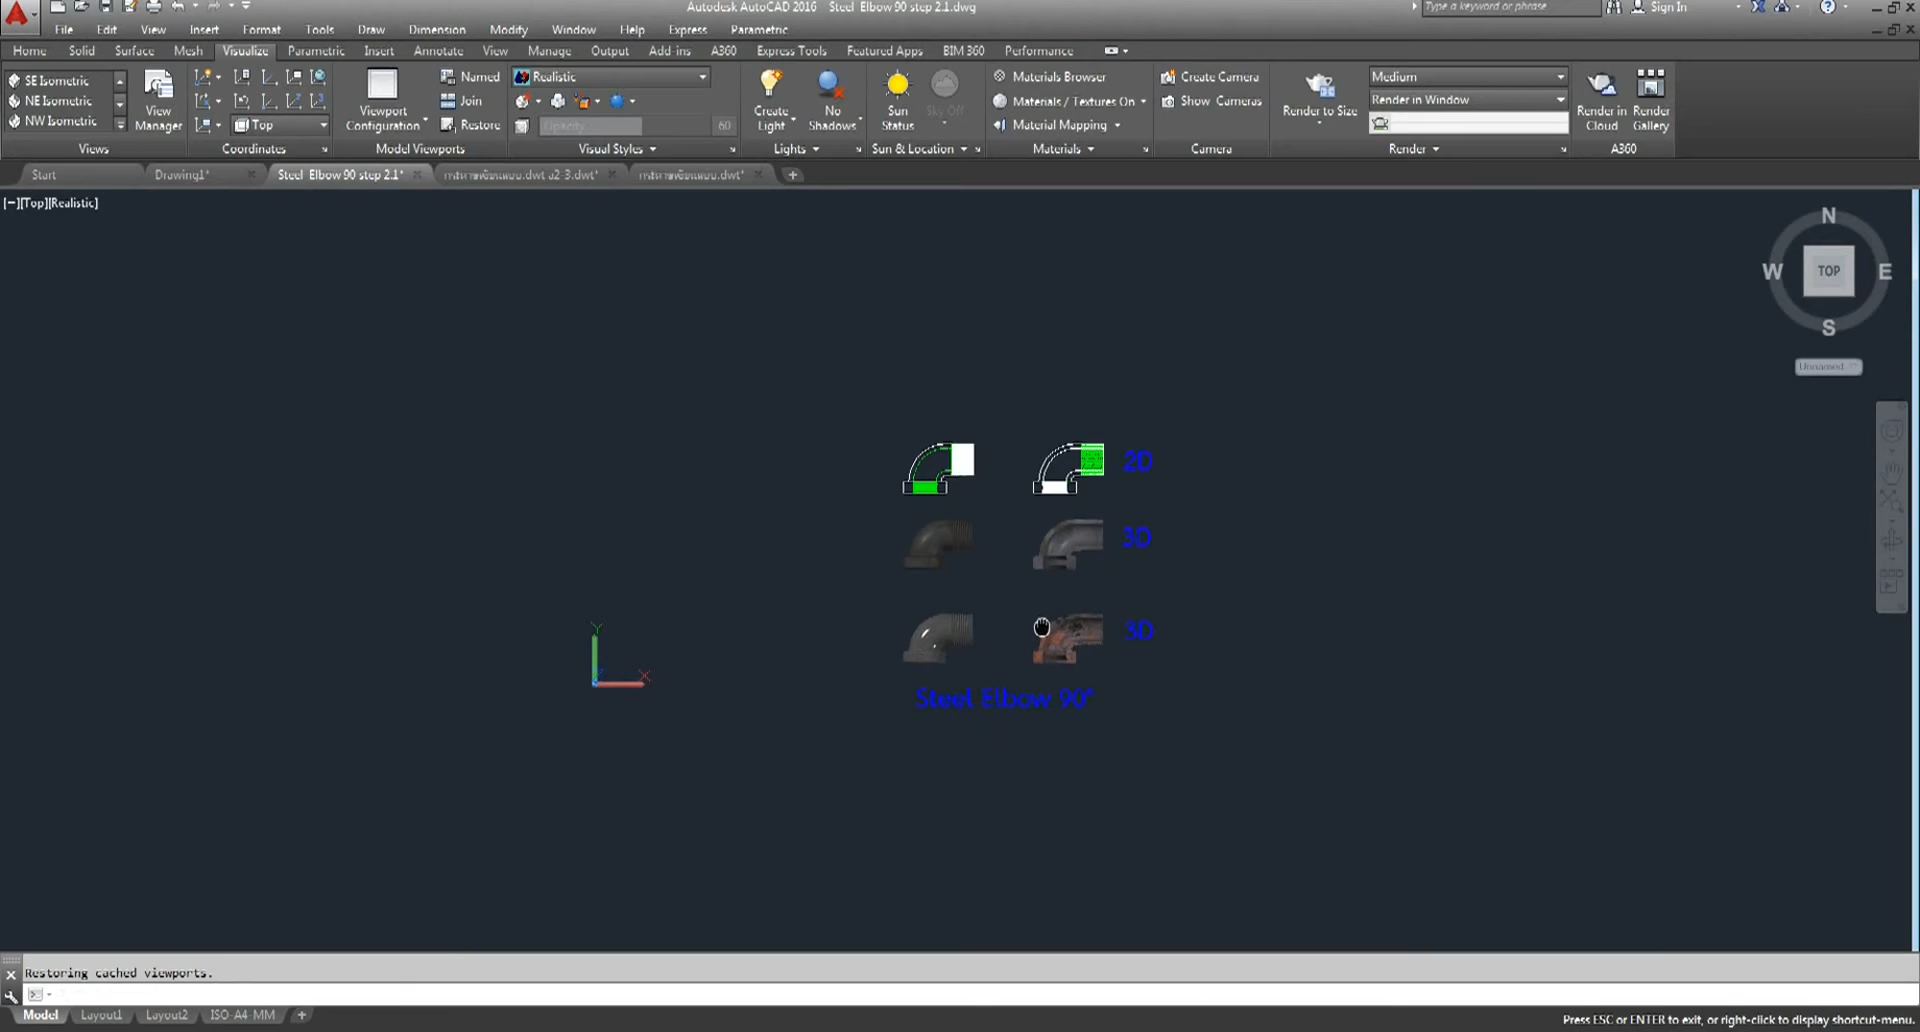 Autodesk AutoCAD 2016 Steel Elbow 90 step 2.1.dwg
Type a keyword or phrase
Sign In
File Edit View Insert Format Tools Draw Dimension Modify Window Help Express Parametric
Home Solid Surface Mesh Visualize Parametric Insert Annotate View Manage Output Add-ins A360 Express Tools Featured Apps BIM 360 Performance
SE Isometric
NE Isometric
NW Isometric
View
Manager
Top
Viewport
Configuration
Named
Join
Restore
Realistic
Opacity 60
Create
Light
No
Shadows
Sun
Status
Sky Off
Materials Browser
Materials / Textures On
Material Mapping
Create Camera
Show Cameras
Render to Size
Medium
Render in Window
Render in
Cloud
Render
Gallery
Views Coordinates Model Viewports Visual Styles Lights Sun & Location Materials Camera Render A360
Start Drawing1* Steel Elbow 90 step 2.1*
[−][Top][Realistic]
N
W TOP E
S
Unnamed
2D
3D
3D
Steel Elbow 90°
Y
X
Restoring cached viewports.
Model Layout1 Layout2 ISO-A4-MM
Press ESC or ENTER to exit, or right-click to display shortcut-menu.